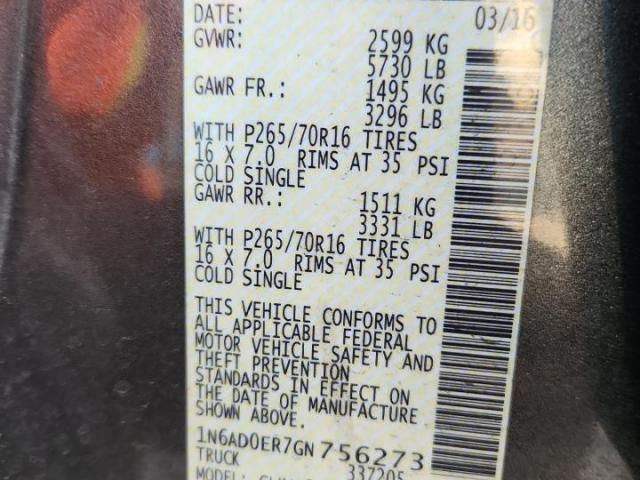 DATE: 03/16
GVWR: 2599 KG
5730 LB
GAWR FR.: 1495 KG
3296 LB
WITH P265/70R16 TIRES
16 X 7.0 RIMS AT 35 PSI
COLD SINGLE
GAWR RR.: 1511 KG
3331 LB
WITH P265/70R16 TIRES
16 X 7.0 RIMS AT 35 PSI
COLD SINGLE
THIS VEHICLE CONFORMS TO
ALL APPLICABLE FEDERAL
MOTOR VEHICLE SAFETY AND
THEFT PREVENTION
STANDARDS IN EFFECT ON
THE DATE OF MANUFACTURE
SHOWN ABOVE.
1N6AD0ER7GN756273
TRUCK 337205
MODEL: